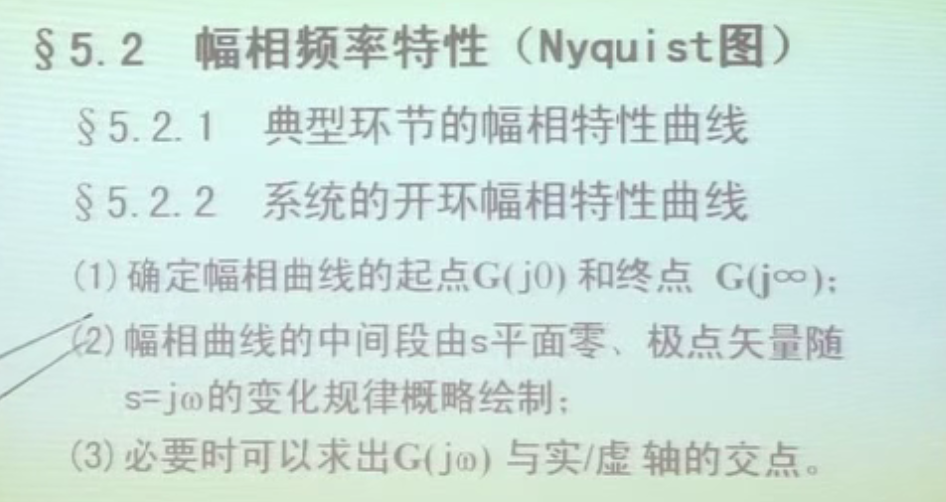 §5.2 幅相频率特性（Nyquist图）
§5.2.1 典型环节的幅相特性曲线
§5.2.2 系统的开环幅相特性曲线
(1)确定幅相曲线的起点G(j0)和终点 G(j∞);
(2)幅相曲线的中间段由s平面零、极点矢量随
s=jω的变化规律概略绘制;
(3)必要时可以求出G(jω)与实/虚 轴的交点。